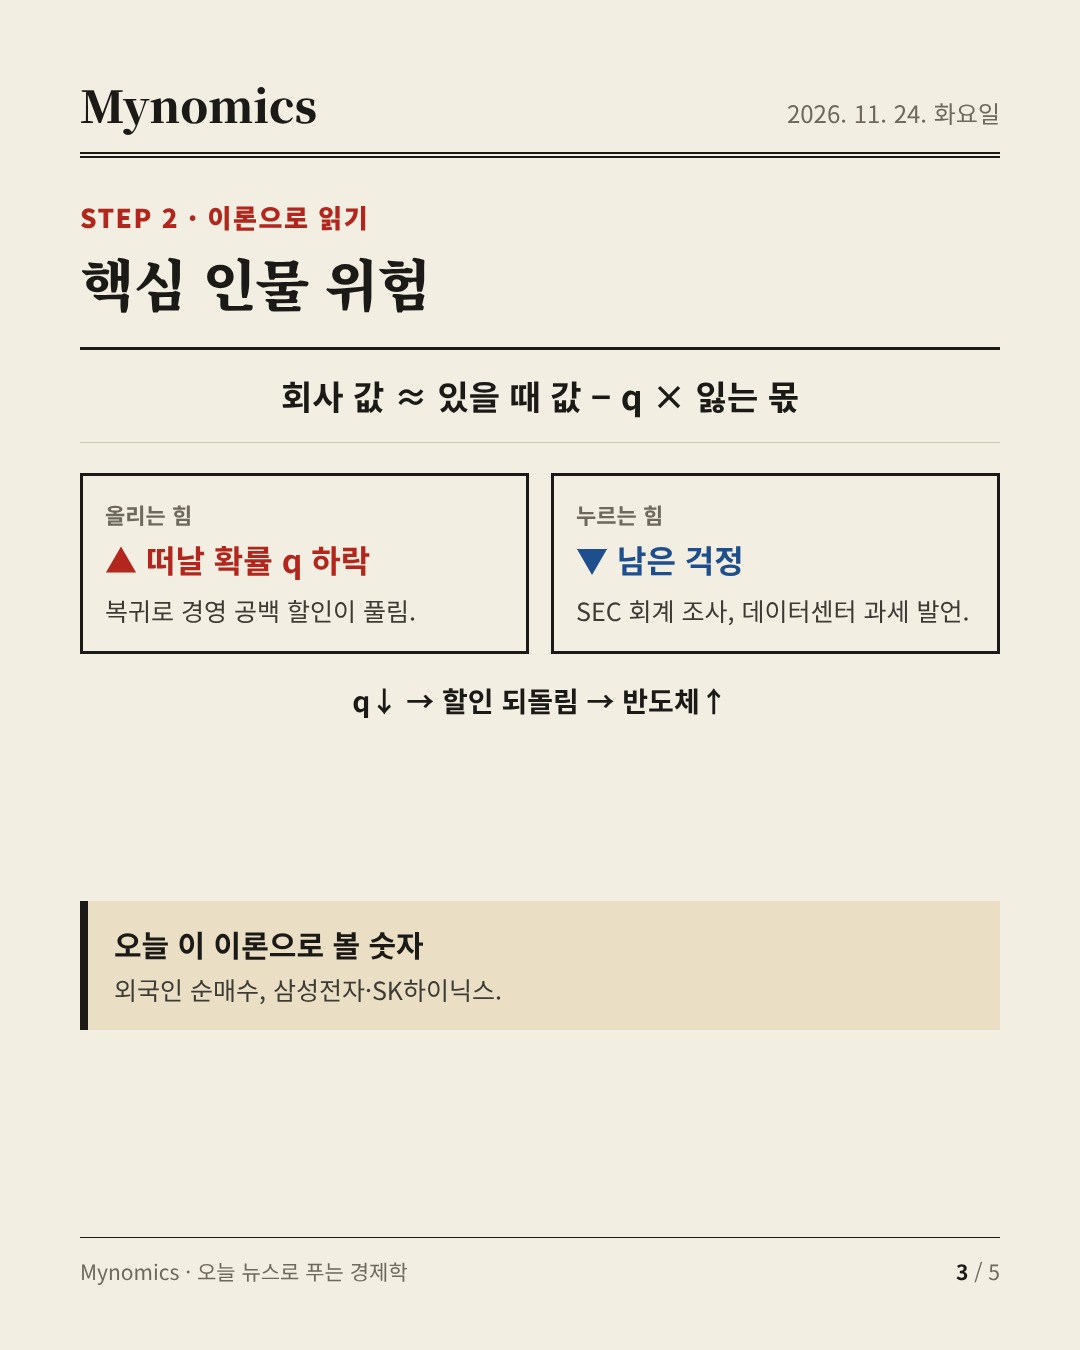 Mynomics
2026. 11. 24. 화요일
STEP 2 · 이론으로 읽기
핵심 인물 위험
회사 값 ≈ 있을 때 값 − q × 잃는 몫
올리는 힘
▲ 떠날 확률 q 하락
복귀로 경영 공백 할인이 풀림.
누르는 힘
▼ 남은 걱정
SEC 회계 조사, 데이터센터 과세 발언.
q↓ → 할인 되돌림 → 반도체↑
오늘 이 이론으로 볼 숫자
외국인 순매수, 삼성전자·SK하이닉스.
Mynomics · 오늘 뉴스로 푸는 경제학
3 / 5